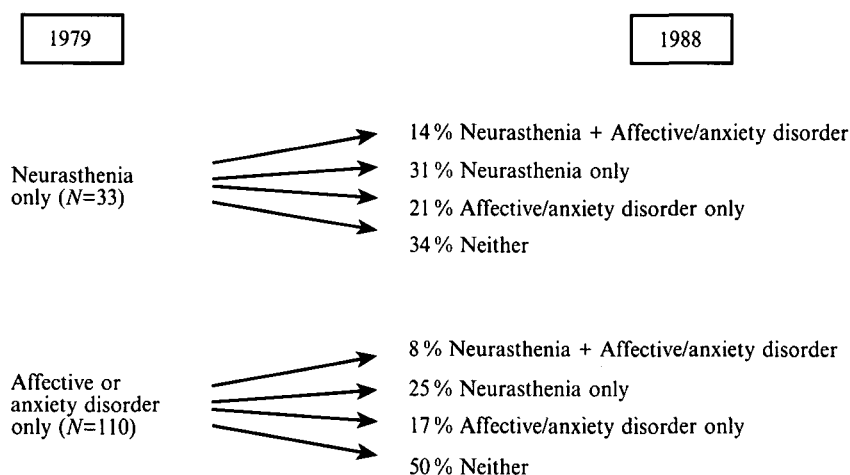 1979
1988
Neurasthenia
only (N=33)
14% Neurasthenia + Affective/anxiety disorder
31% Neurasthenia only
21% Affective/anxiety disorder only
34% Neither
Affective or
anxiety disorder
only (N=110)
8% Neurasthenia + Affective/anxiety disorder
25% Neurasthenia only
17% Affective/anxiety disorder only
50% Neither